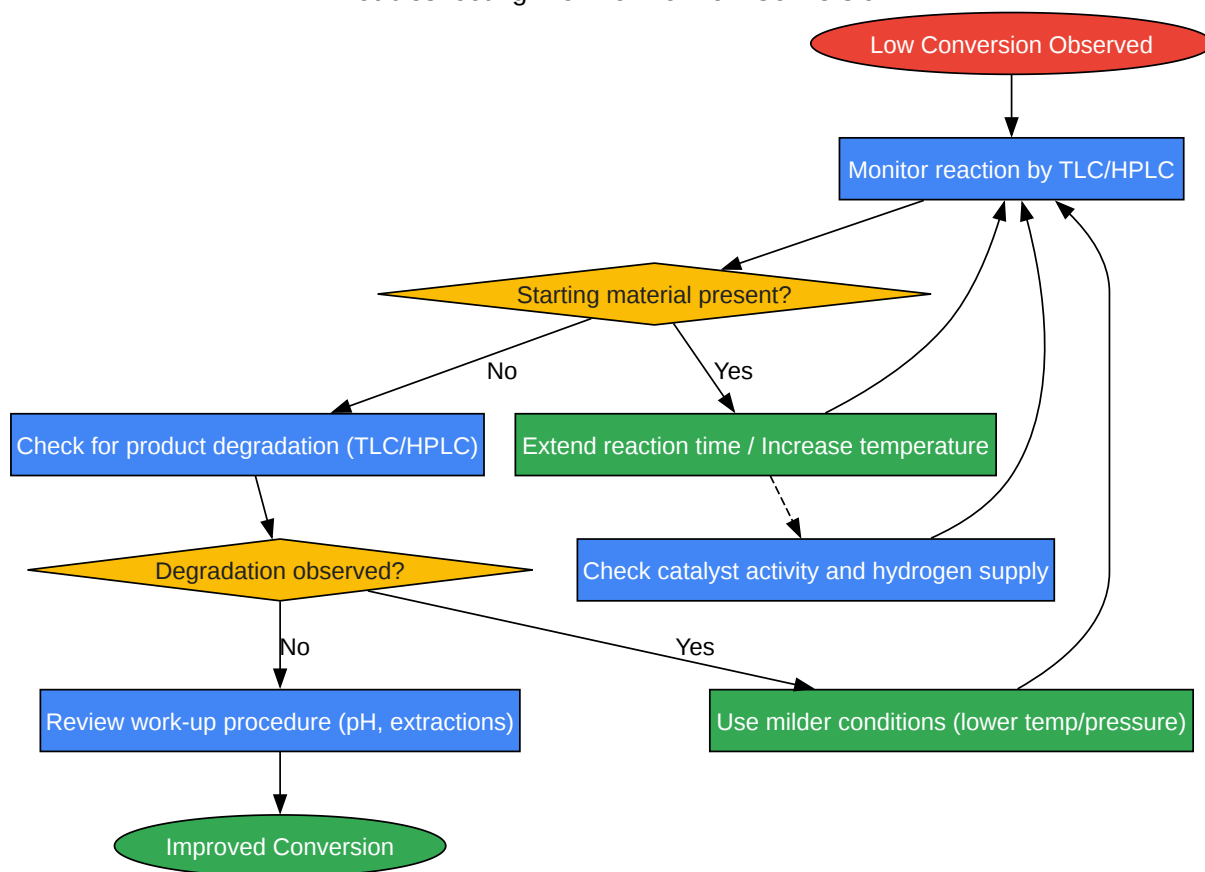 Low Conversion Observed
Monitor reaction by TLC/HPLC
Starting material present?
No
Yes
Check for product degradation (TLC/HPLC)
Extend reaction time / Increase temperature
Degradation observed?
Check catalyst activity and hydrogen supply
No
Yes
Review work-up procedure (pH, extractions)
Use milder conditions (lower temp/pressure)
Improved Conversion